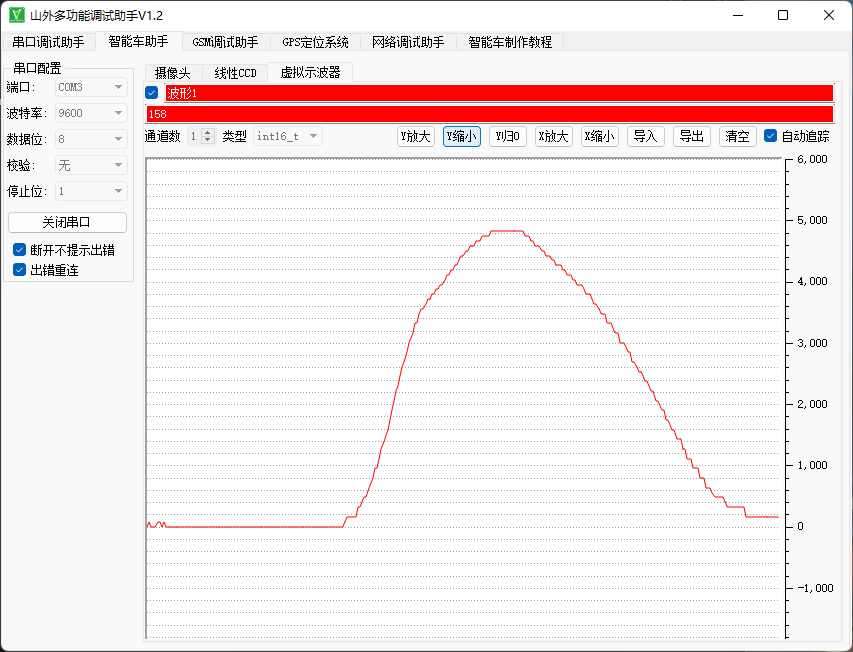 山外多功能调试助手V1.2
串口调试助手 智能车助手 GSM调试助手 GPS定位系统 网络调试助手 智能车制作教程
串口配置
端口: COM3
波特率: 9600
数据位: 8
校验: 无
停止位: 1
关闭串口
断开不提示出错
出错重连
摄像头 线性CCD 虚拟示波器
波形1
158
通道数 1 类型 int16_t Y放大 Y缩小 Y归0 X放大 X缩小 导入 导出 清空 自动追踪
6,000
5,000
4,000
3,000
2,000
1,000
0
-1,000